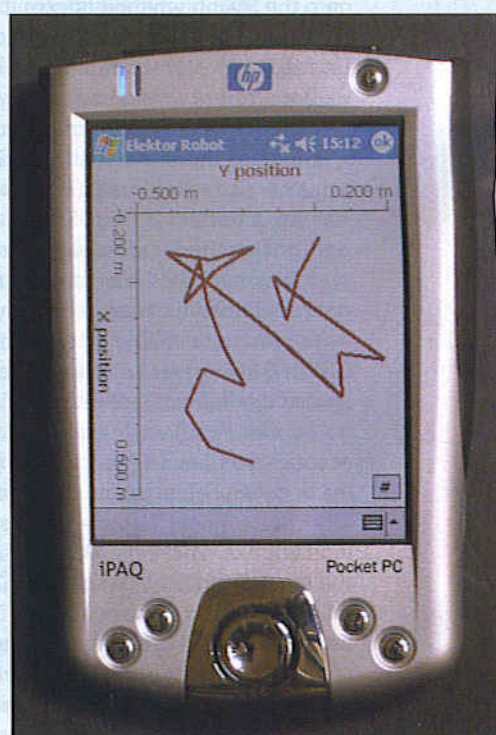 hp
Elektor Robot 15:12 ok
Y position
-0.500 m 0.200 m
-0.200 m
X position
0.600 m
#
iPAQ Pocket PC